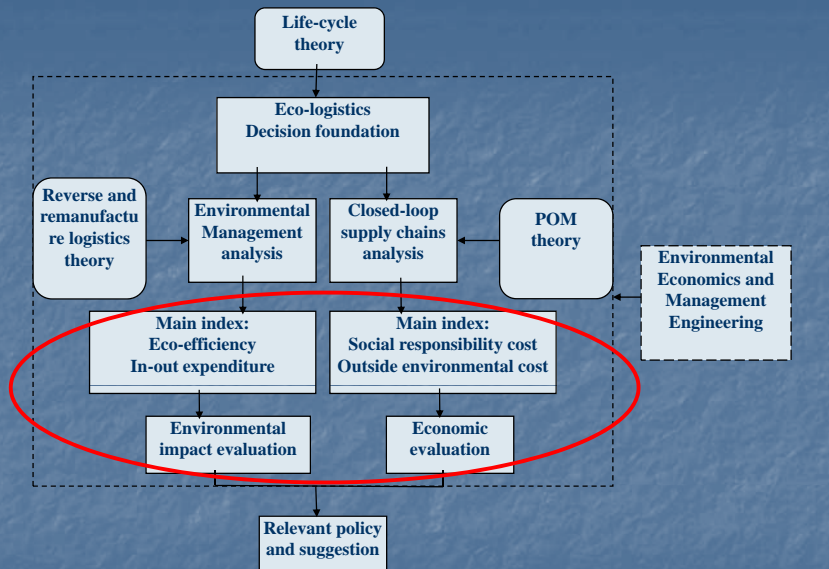 Life-cycle
theory
Eco-logistics
Decision foundation
Reverse and
remanufactu
re logistics
theory
Environmental
Management
analysis
Closed-loop
supply chains
analysis
POM
theory
Environmental
Economics and
Management
Engineering
Main index:
Eco-efficiency
In-out expenditure
Main index:
Social responsibility cost
Outside environmental cost
Environmental
impact evaluation
Economic
evaluation
Relevant policy
and suggestion